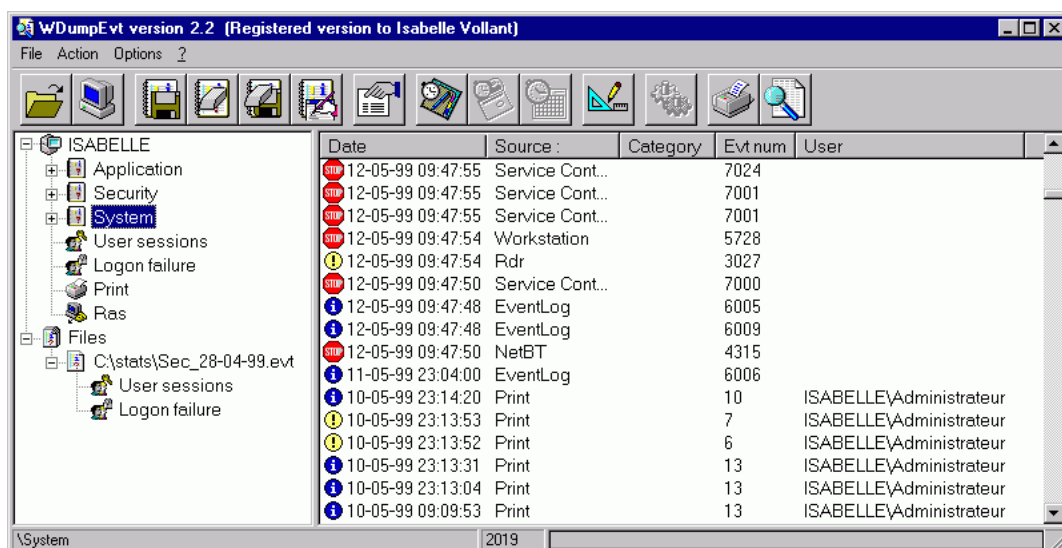 WDumpEvt version 2.2 (Registered version to Isabelle Vollant)
File Action Options ?
ISABELLE
Application
Security
System
User sessions
Logon failure
Print
Ras
Files
C:\stats\Sec_28-04-99.evt
User sessions
Logon failure
Date Source : Category Evt num User
STOP 12-05-99 09:47:55 Service Cont... 7024
STOP 12-05-99 09:47:55 Service Cont... 7001
STOP 12-05-99 09:47:55 Service Cont... 7001
STOP 12-05-99 09:47:54 Workstation 5728
12-05-99 09:47:54 Rdr 3027
STOP 12-05-99 09:47:50 Service Cont... 7000
12-05-99 09:47:48 EventLog 6005
12-05-99 09:47:48 EventLog 6009
STOP 12-05-99 09:47:50 NetBT 4315
11-05-99 23:04:00 EventLog 6006
10-05-99 23:14:20 Print 10 ISABELLE\Administrateur
10-05-99 23:13:53 Print 7 ISABELLE\Administrateur
10-05-99 23:13:52 Print 6 ISABELLE\Administrateur
10-05-99 23:13:31 Print 13 ISABELLE\Administrateur
10-05-99 23:13:04 Print 13 ISABELLE\Administrateur
10-05-99 09:09:53 Print 13 ISABELLE\Administrateur
\System 2019